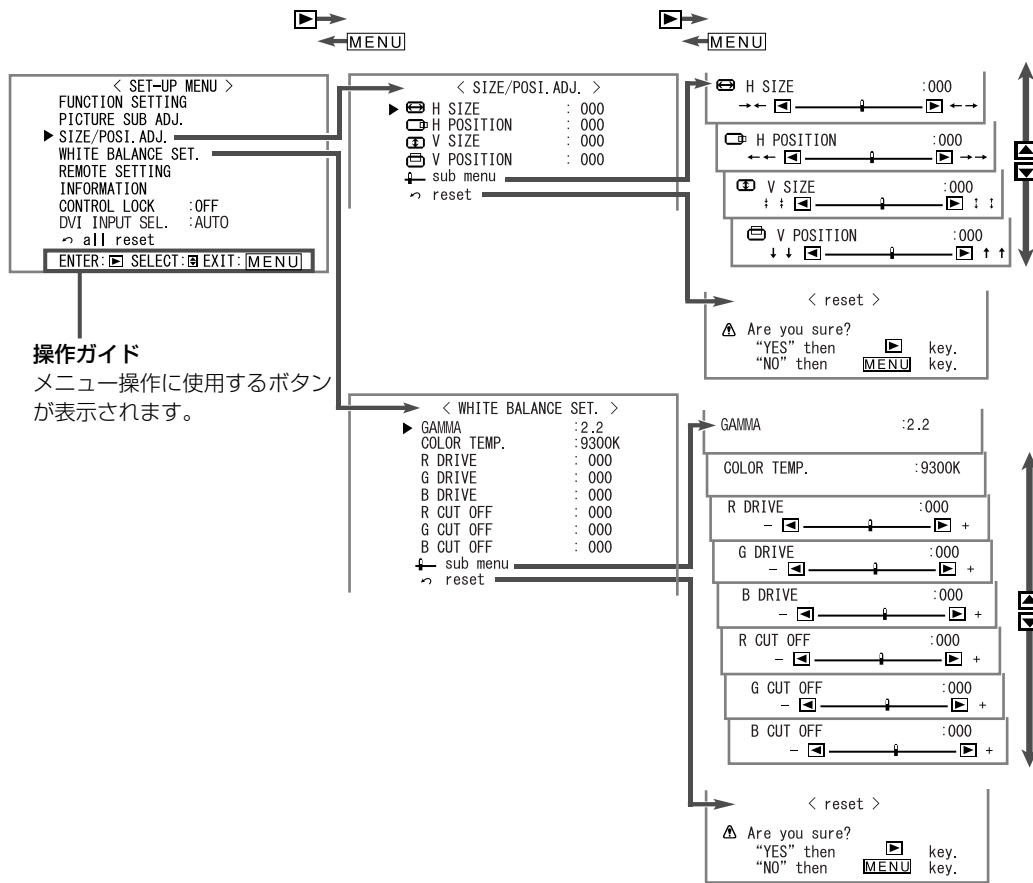 MENU
MENU
< SET-UP MENU >
FUNCTION SETTING
PICTURE SUB ADJ.
SIZE/POSI.ADJ.
WHITE BALANCE SET.
REMOTE SETTING
INFORMATION
CONTROL LOCK :OFF
DVI INPUT SEL. :AUTO
all reset
ENTER: SELECT: EXIT: MENU
操作ガイド
メニュー操作に使用するボタン
が表示されます。
< SIZE/POSI.ADJ. >
H SIZE : 000
H POSITION : 000
V SIZE : 000
V POSITION : 000
sub menu
reset
H SIZE :000
H POSITION :000
V SIZE :000
V POSITION :000
< reset >
Are you sure?
“YES” then key.
“NO” then MENU key.
< WHITE BALANCE SET. >
GAMMA :2.2
COLOR TEMP. :9300K
R DRIVE : 000
G DRIVE : 000
B DRIVE : 000
R CUT OFF : 000
G CUT OFF : 000
B CUT OFF : 000
sub menu
reset
GAMMA :2.2
COLOR TEMP. :9300K
R DRIVE :000
− +
G DRIVE :000
− +
B DRIVE :000
− +
R CUT OFF :000
− +
G CUT OFF :000
− +
B CUT OFF :000
− +
< reset >
Are you sure?
“YES” then key.
“NO” then MENU key.